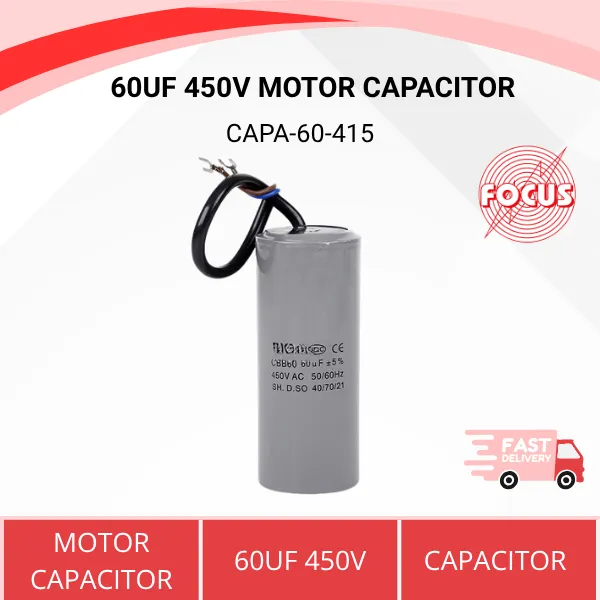 60UF 450V MOTOR CAPACITOR
CAPA-60-415
FOCUS
CE
CBB60 60uF ±5%
450V AC 50/60Hz
SH. D.SO 40/70/21
FAST
DELIVERY
MOTOR
CAPACITOR
60UF 450V
CAPACITOR